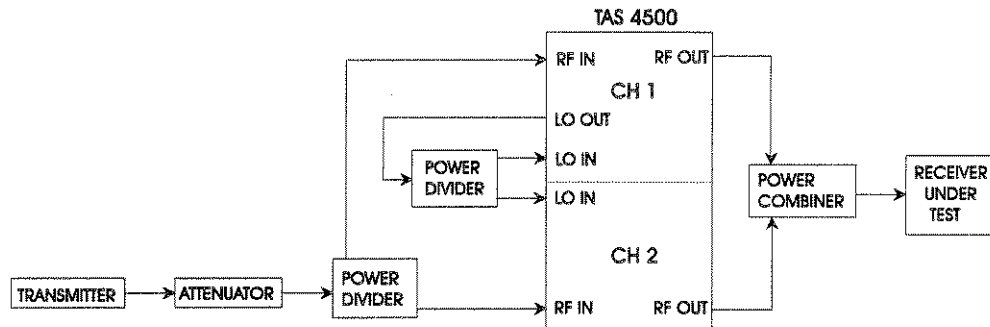 TAS 4500
RF IN
RF OUT
CH 1
LO OUT
LO IN
POWER
DIVIDER
LO IN
POWER
COMBINER
RECEIVER
UNDER
TEST
CH 2
TRANSMITTER
ATTENUATOR
POWER
DIVIDER
RF IN
RF OUT